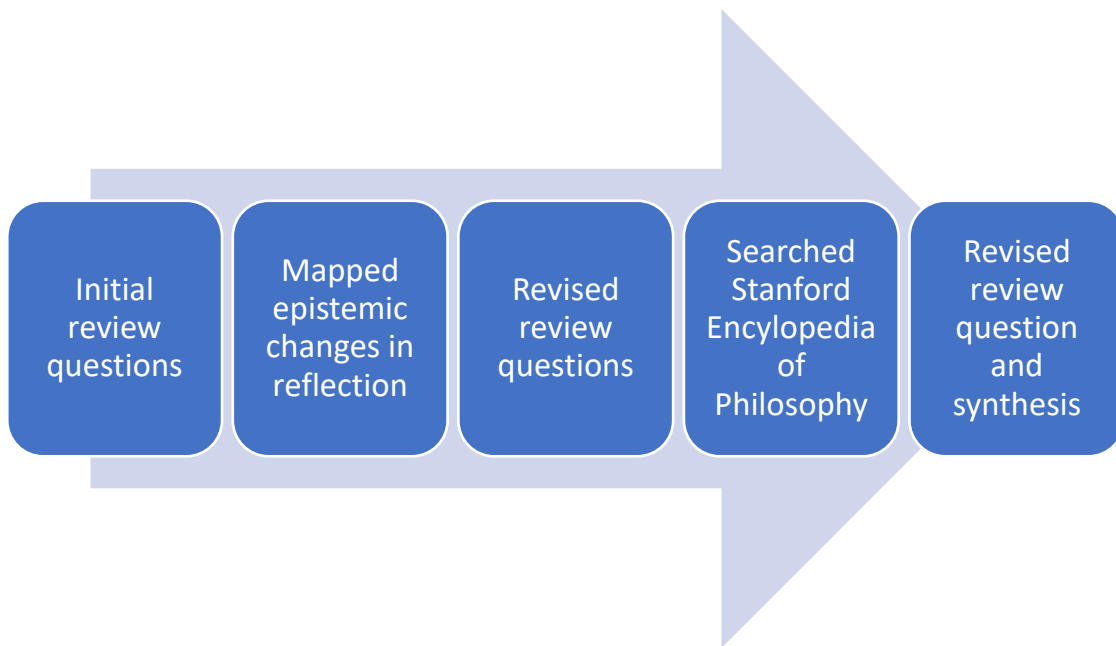 Initial
review
questions
Mapped
epistemic
changes in
reflection
Revised
review
questions
Searched
Stanford
Encylopedia
of
Philosophy
Revised
review
question
and
synthesis